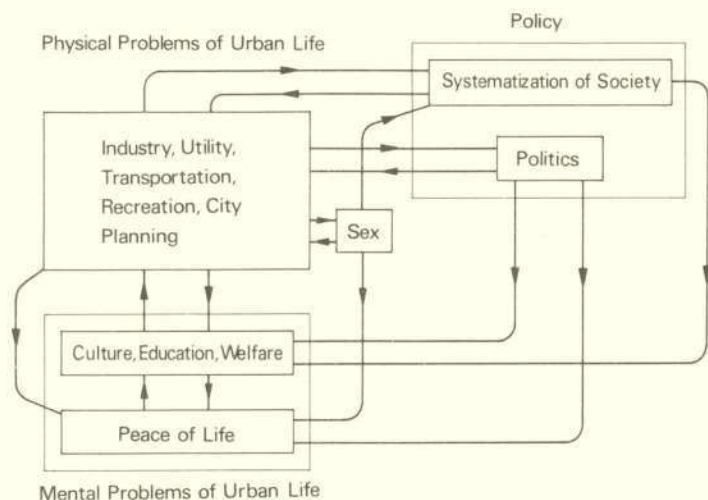 Policy
Physical Problems of Urban Life
Systematization of Society
Industry, Utility,
Transportation,
Recreation, City
Planning
Politics
Sex
Culture, Education, Welfare
Peace of Life
Mental Problems of Urban Life